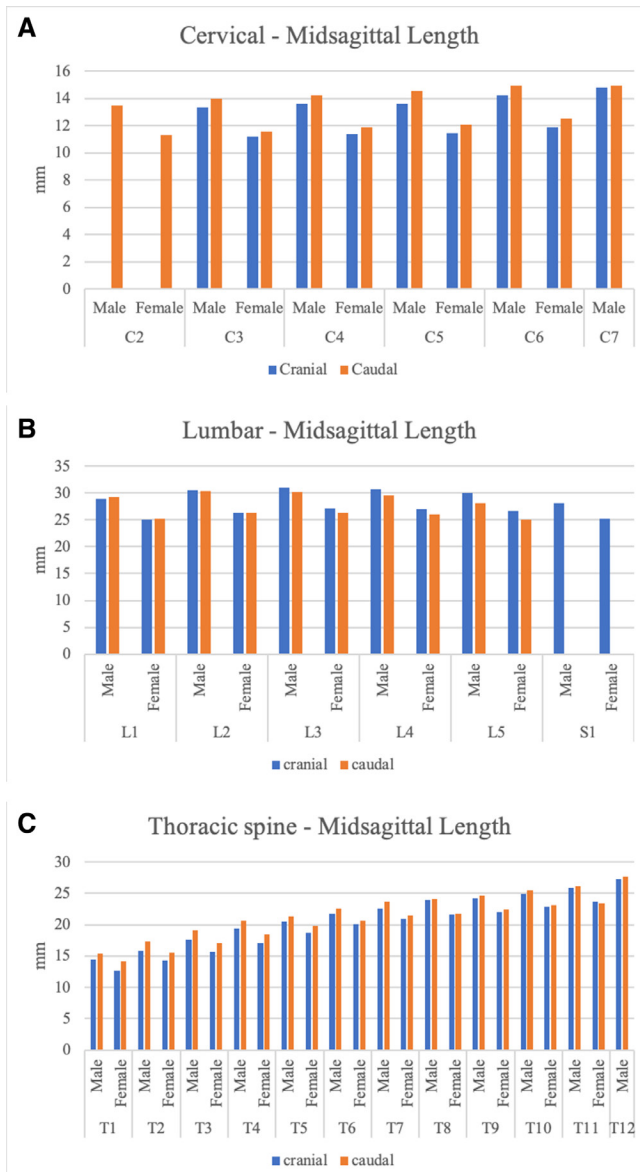 A
Cervical - Midsagittal Length
16
14
12
10
8
6
4
2
0
mm
Male Female Male Female Male Female Male Female Male Female Male
C2 C3 C4 C5 C6 C7
Cranial Caudal
B
Lumbar - Midsagittal Length
35
30
25
20
15
10
5
0
mm
Male Female Male Female Male Female Male Female Male Female Male Female
L1 L2 L3 L4 L5 S1
cranial caudal
C
Thoracic spine - Midsagittal Length
30
25
20
15
10
5
0
mm
Male Female Male Female Male Female Male Female Male Female Male Female Male Female Male Female Male Female Male Female Male Female Male
T1 T2 T3 T4 T5 T6 T7 T8 T9 T10 T11 T12
cranial caudal